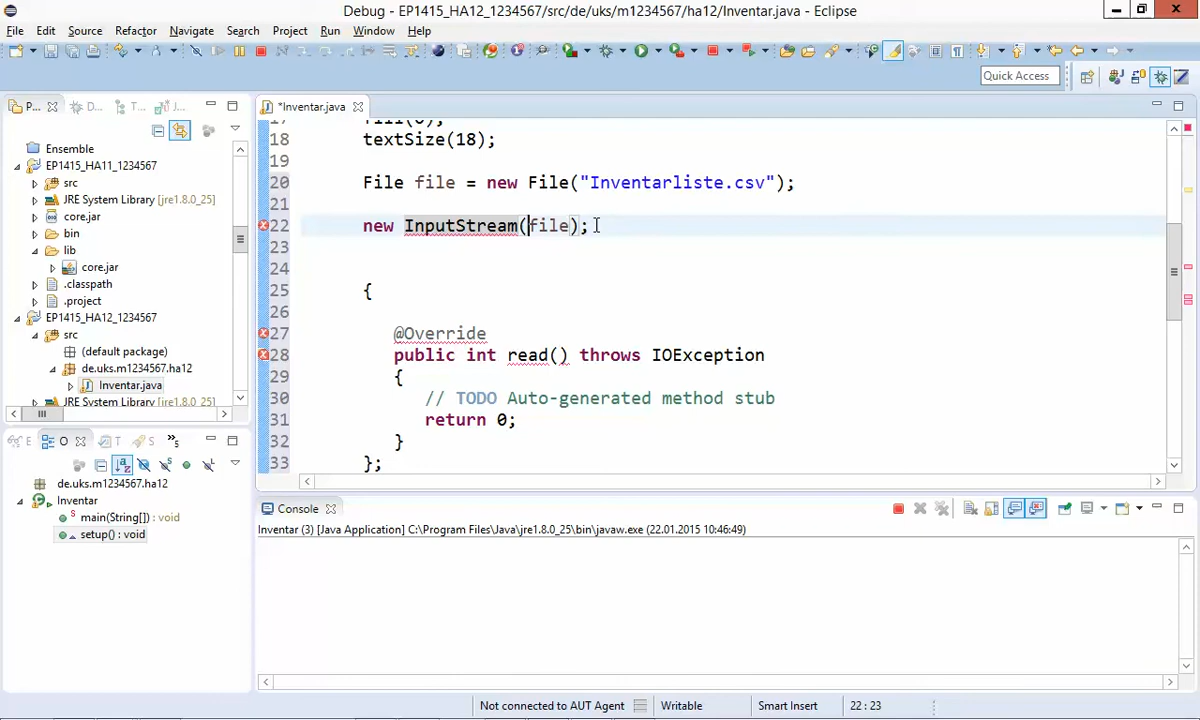 Debug - EP1415_HA12_1234567/src/de/uks/m1234567/ha12/Inventar.java - Eclipse
File Edit Source Refactor Navigate Search Project Run Window Help
Quick Access
P... D... T... J...
Ensemble
EP1415_HA11_1234567
src
JRE System Library [jre1.8.0_25]
core.jar
bin
lib
core.jar
.classpath
.project
EP1415_HA12_1234567
src
(default package)
de.uks.m1234567.ha12
Inventar.java
JRE System Library [jre1.8.0_25]
E O T S »5
de.uks.m1234567.ha12
Inventar
main(String[]) : void
setup() : void
*Inventar.java
17 fill(0);
18 textSize(18);
19
20 File file = new File("Inventarliste.csv");
21
22 new InputStream(file);
23
24
25 {
26
27 @Override
28 public int read() throws IOException
29 {
30 // TODO Auto-generated method stub
31 return 0;
32 }
33 };
Console
Inventar (3) [Java Application] C:\Program Files\Java\jre1.8.0_25\bin\javaw.exe (22.01.2015 10:46:49)
Not connected to AUT Agent Writable Smart Insert 22 : 23